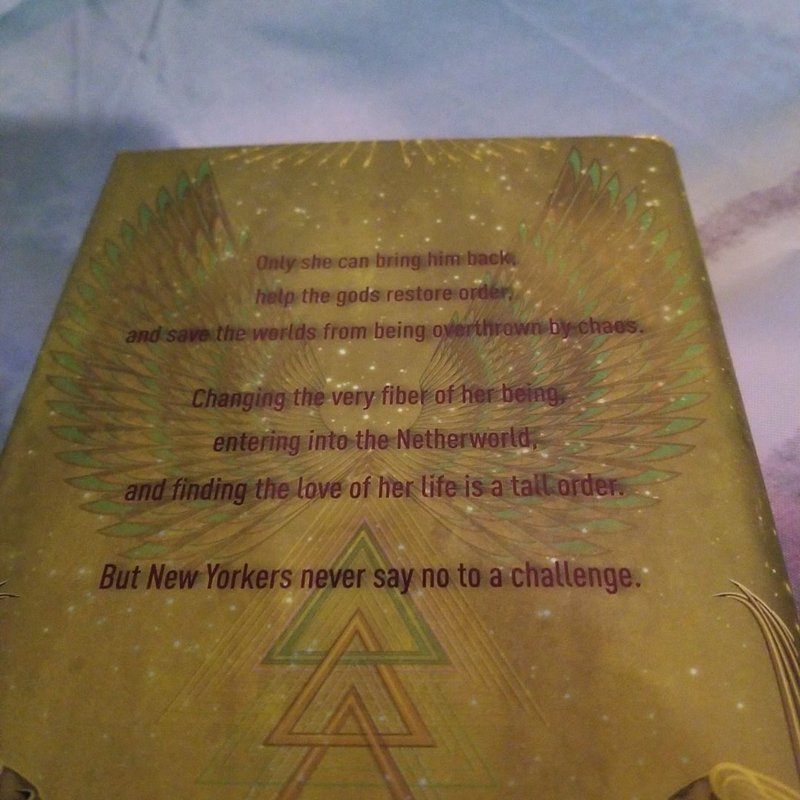 Only she can bring him back,
help the gods restore order,
and save the worlds from being overthrown by chaos.
Changing the very fiber of her being,
entering into the Netherworld,
and finding the love of her life is a tall order.
But New Yorkers never say no to a challenge.